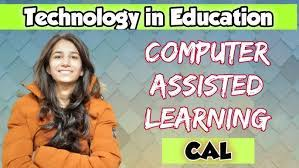 Technology in Education
COMPUTER
ASSISTED
LEARNING
CAL